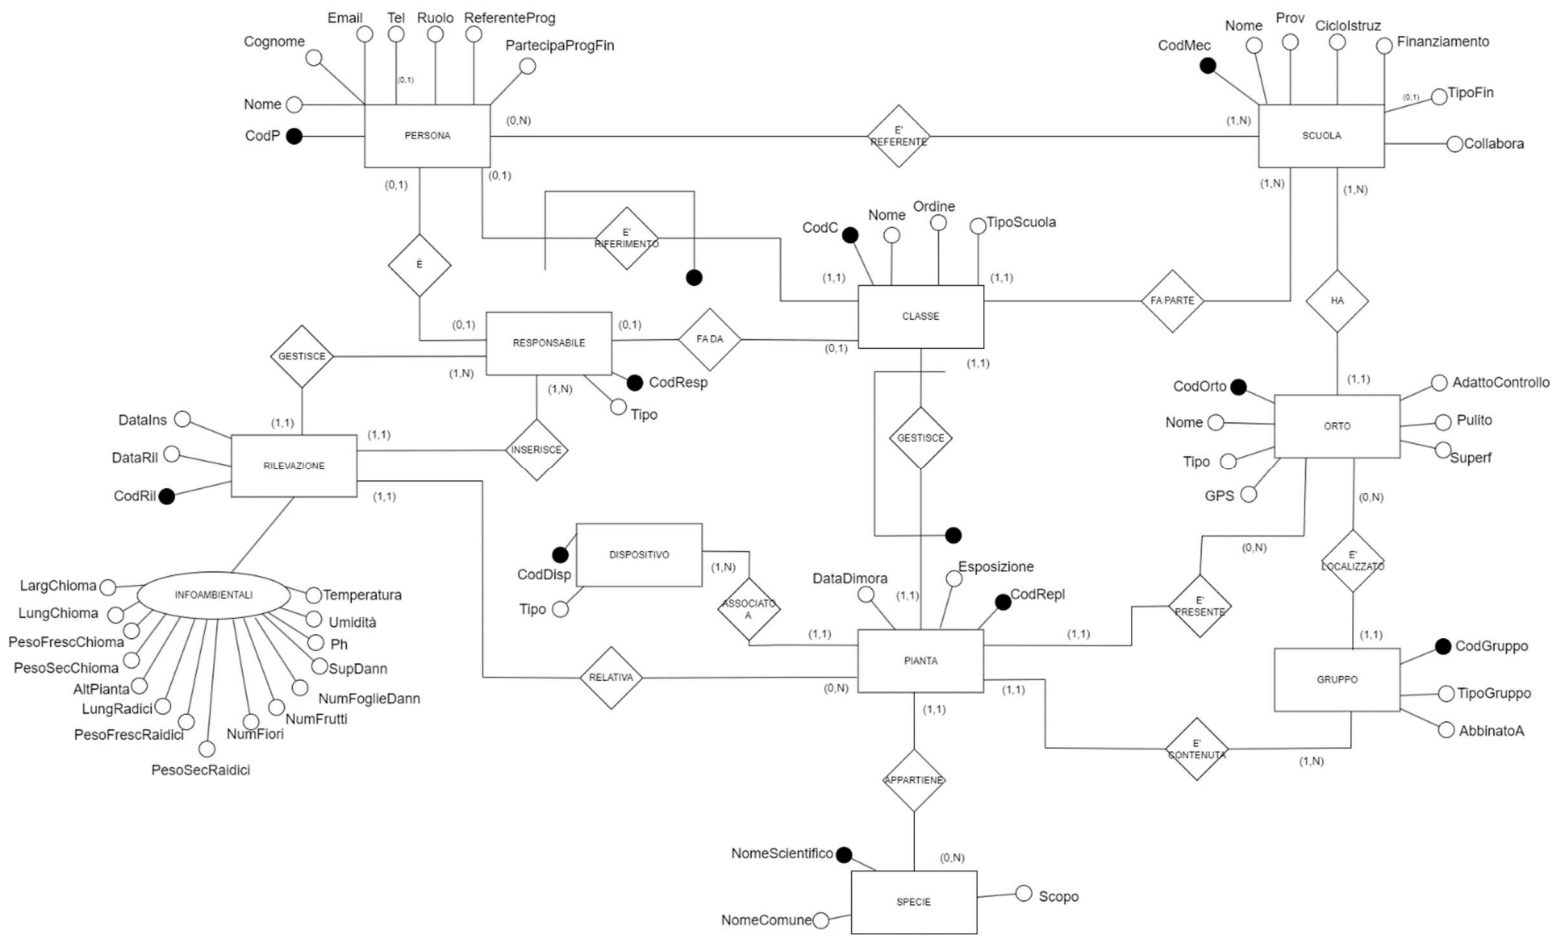 Email Tel Ruolo ReferenteProg
Cognome
PartecipaProgFin
(0,1)
Nome
CodP
PERSONA
(0,N)
(0,1)
(0,1)
E'
REFERENTE
Nome Prov CicloIstruz
CodMec
Finanziamento
(0,1)
TipoFin
Collabora
(1,N)
SCUOLA
(1,N)
(1,N)
È
E'
RIFERIMENTO
CodC Nome Ordine TipoScuola
(1,1)
(1,1)
CLASSE
(0,1)
(1,1)
FA PARTE
HA
(0,1)
RESPONSABILE
(0,1)
FA DA
(1,N)
(1,N)
CodResp
Tipo
GESTISCE
GESTISCE
INSERISCE
DataIns
DataRil
CodRil
(1,1)
(1,1)
RILEVAZIONE
(1,1)
(1,1)
CodOrto
Nome
Tipo
GPS
ORTO
AdattoControllo
Pulito
Superf
(0,N)
(0,N)
E'
LOCALIZZATO
E'
PRESENTE
DISPOSITIVO
CodDisp
Tipo
(1,N)
ASSOCIATO
A
(1,1)
LargChioma
LungChioma
PesoFrescChioma
PesoSecChioma
AltPianta
LungRadici
PesoFrescRaidici
PesoSecRaidici
INFOAMBIENTALI
Temperatura
Umidità
Ph
SupDann
NumFoglieDann
NumFrutti
NumFiori
RELATIVA
DataDimora
Esposizione
CodRepl
(1,1)
(1,1)
PIANTA
(0,N)
(1,1)
(1,1)
(1,1)
GRUPPO
CodGruppo
TipoGruppo
AbbinatoA
(1,N)
E'
CONTENUTA
APPARTIENE
NomeScientifico
(0,N)
SPECIE
Scopo
NomeComune